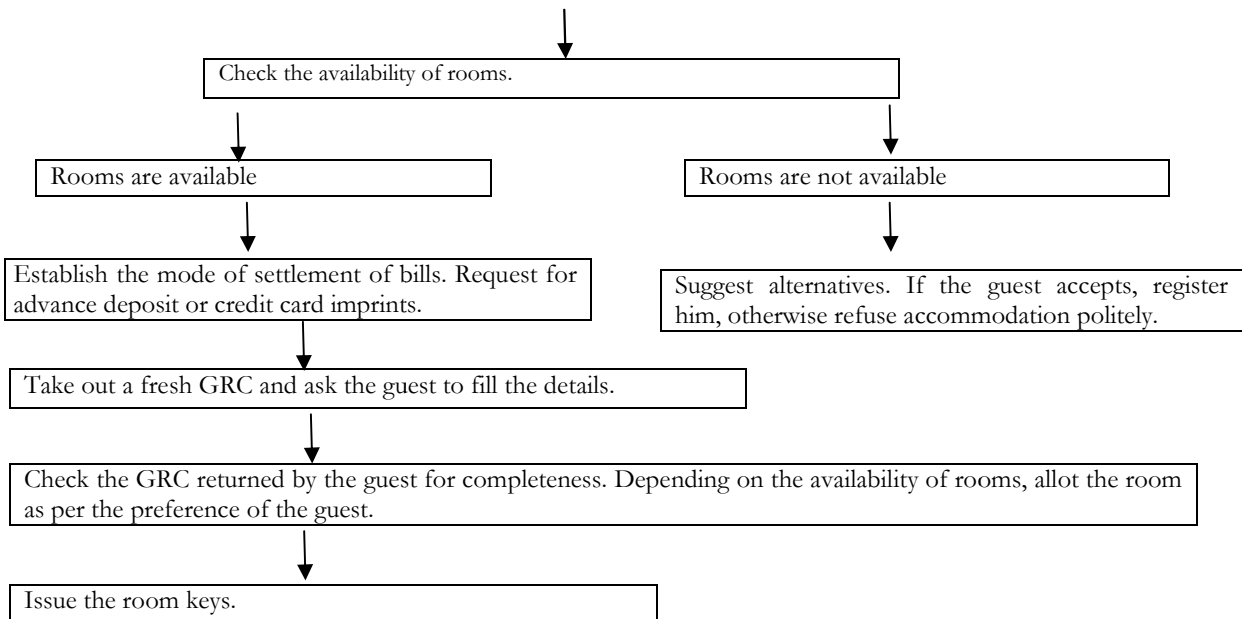 Check the availability of rooms.
Rooms are available
Rooms are not available
Establish the mode of settlement of bills. Request for
advance deposit or credit card imprints.
Suggest alternatives. If the guest accepts, register
him, otherwise refuse accommodation politely.
Take out a fresh GRC and ask the guest to fill the details.
Check the GRC returned by the guest for completeness. Depending on the availability of rooms, allot the room
as per the preference of the guest.
Issue the room keys.